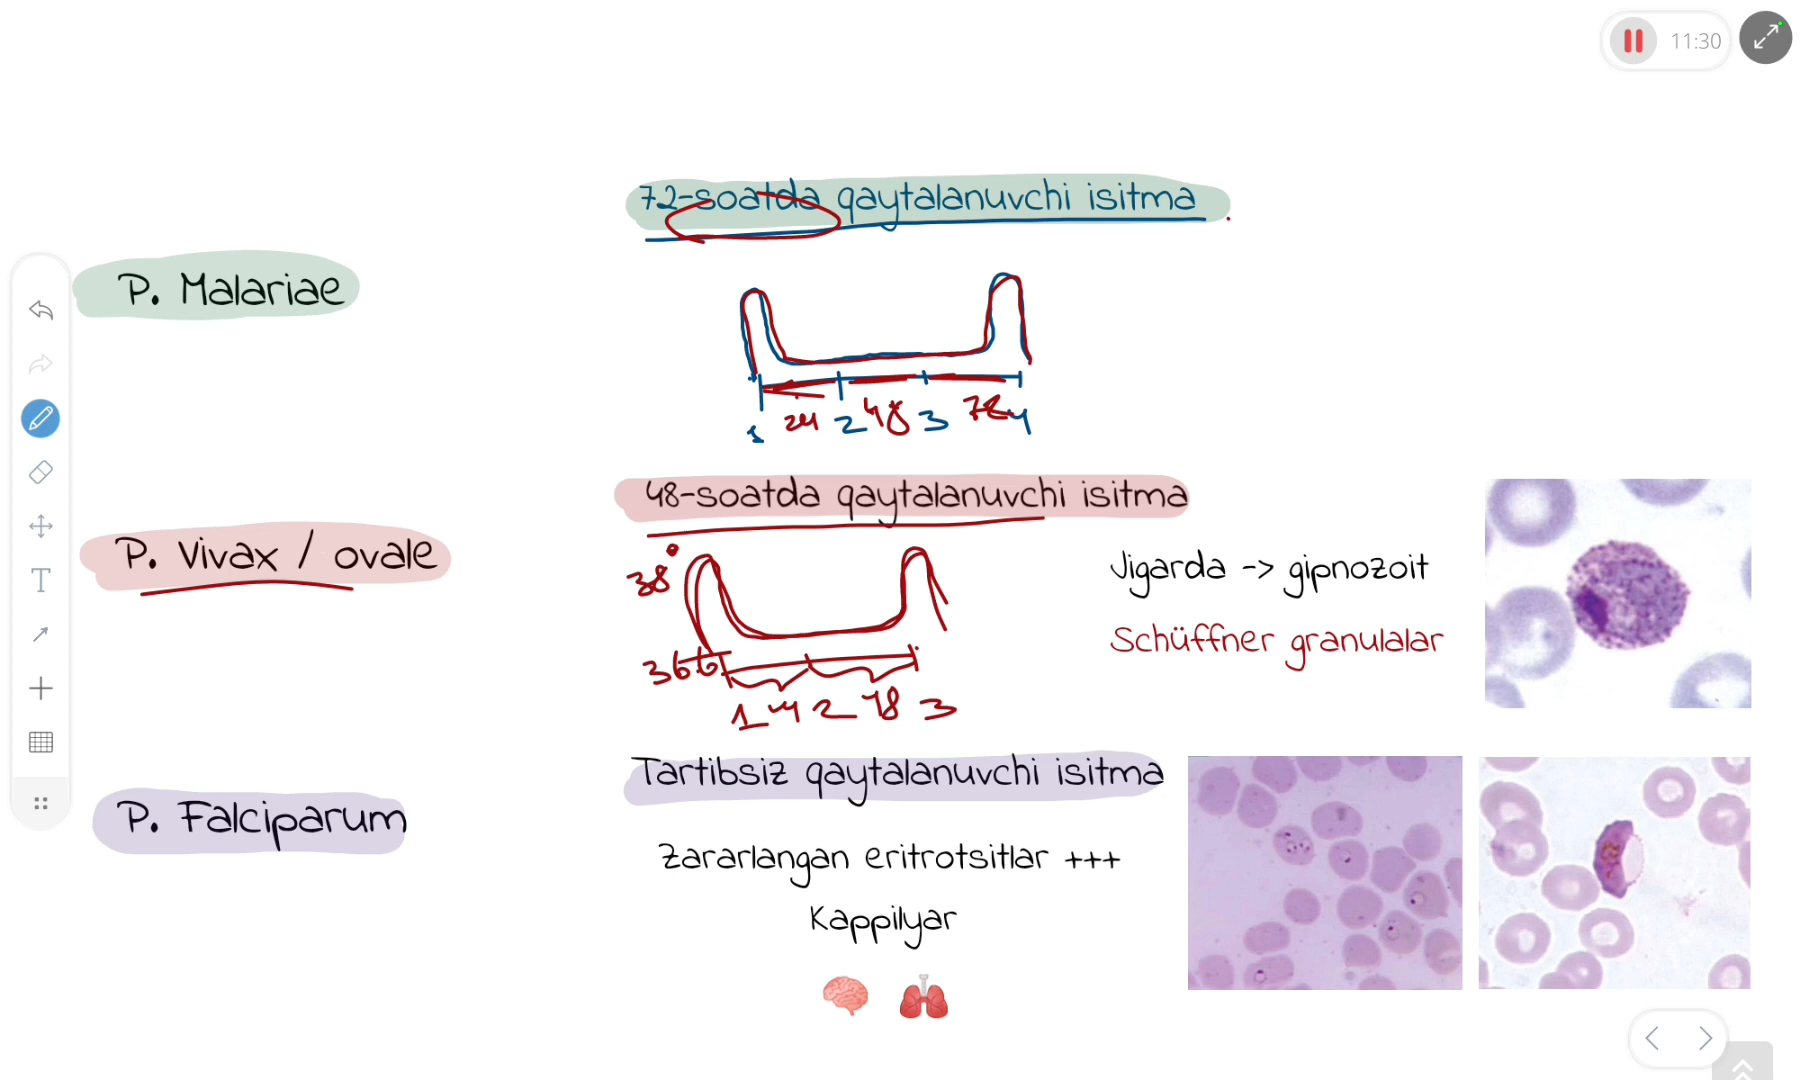 11:30
72-soatda qaytalanuvchi isitma
P. Malariae
1 24 2 48 3 72 4
48-soatda qaytalanuvchi isitma
P. Vivax / ovale
38°
Jigarda -> gipnozoit
Schüffner granulalar
36,6
1 24 2 48 3
Tartibsiz qaytalanuvchi isitma
P. Falciparum
Zararlangan eritrotsitlar +++
Kappilyar